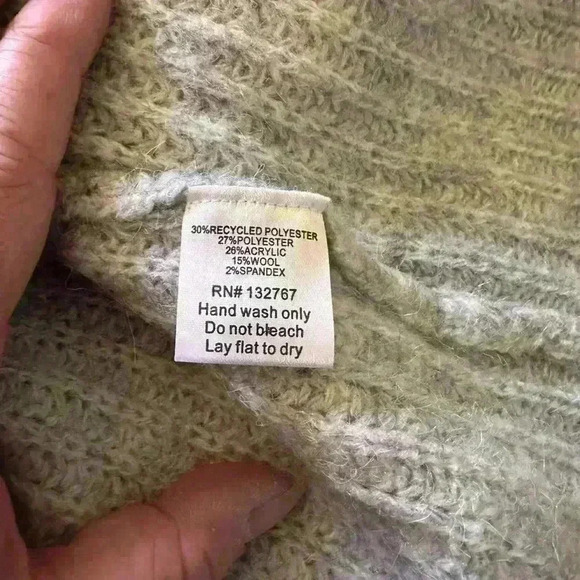 30%RECYCLED POLYESTER
27%POLYESTER
26%ACRYLIC
15%WOOL
2%SPANDEX
RN# 132767
Hand wash only
Do not bleach
Lay flat to dry